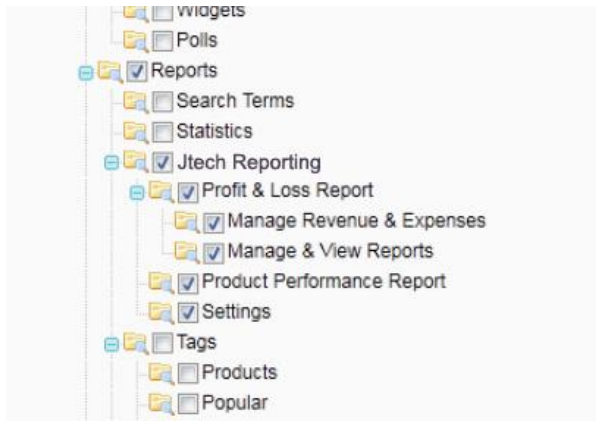 Widgets
Polls
Reports
Search Terms
Statistics
Jtech Reporting
Profit & Loss Report
Manage Revenue & Expenses
Manage & View Reports
Product Performance Report
Settings
Tags
Products
Popular